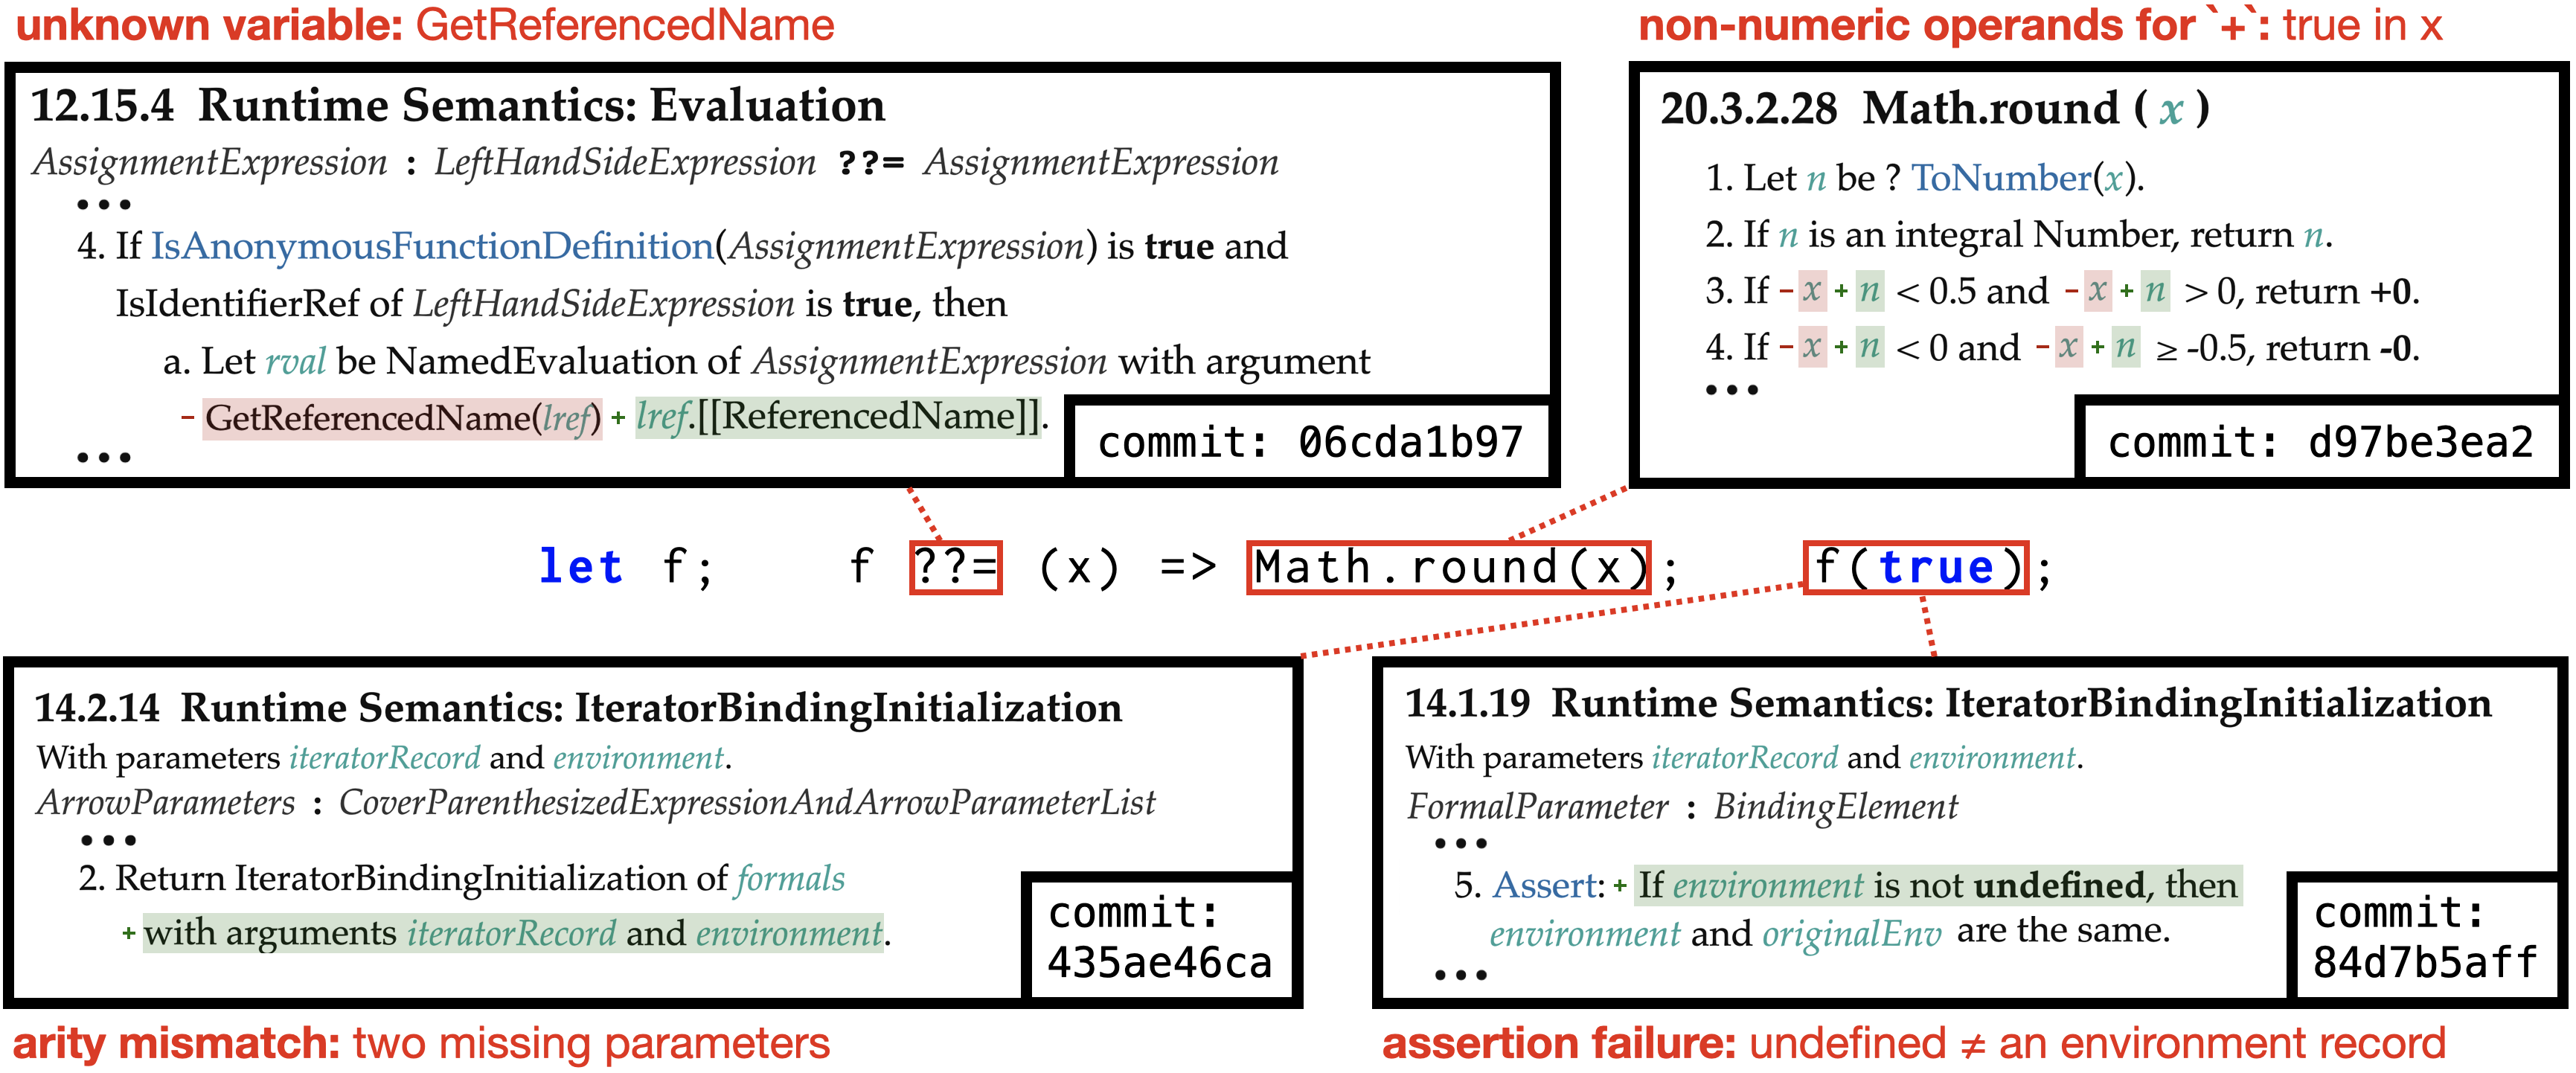 unknown variable: GetReferencedName
12.15.4 Runtime Semantics: Evaluation
AssignmentExpression : LeftHandSideExpression ??= AssignmentExpression
•••
4. If IsAnonymousFunctionDefinition(AssignmentExpression) is true and
IsIdentifierRef of LeftHandSideExpression is true, then
a. Let rval be NamedEvaluation of AssignmentExpression with argument
- GetReferencedName(lref) + lref.[[ReferencedName]].
•••
commit: 06cda1b97
non-numeric operands for `+`: true in x
20.3.2.28 Math.round ( x )
1. Let n be ? ToNumber(x).
2. If n is an integral Number, return n.
3. If - x + n < 0.5 and - x + n > 0, return +0.
4. If - x + n < 0 and - x + n ≥ -0.5, return -0.
•••
commit: d97be3ea2
let f; f ??= (x) => Math.round(x); f(true);
14.2.14 Runtime Semantics: IteratorBindingInitialization
With parameters iteratorRecord and environment.
ArrowParameters : CoverParenthesizedExpressionAndArrowParameterList
•••
2. Return IteratorBindingInitialization of formals
+ with arguments iteratorRecord and environment.
commit:
435ae46ca
arity mismatch: two missing parameters
14.1.19 Runtime Semantics: IteratorBindingInitialization
With parameters iteratorRecord and environment.
FormalParameter : BindingElement
•••
5. Assert: + If environment is not undefined, then
environment and originalEnv are the same.
•••
commit:
84d7b5aff
assertion failure: undefined ≠ an environment record